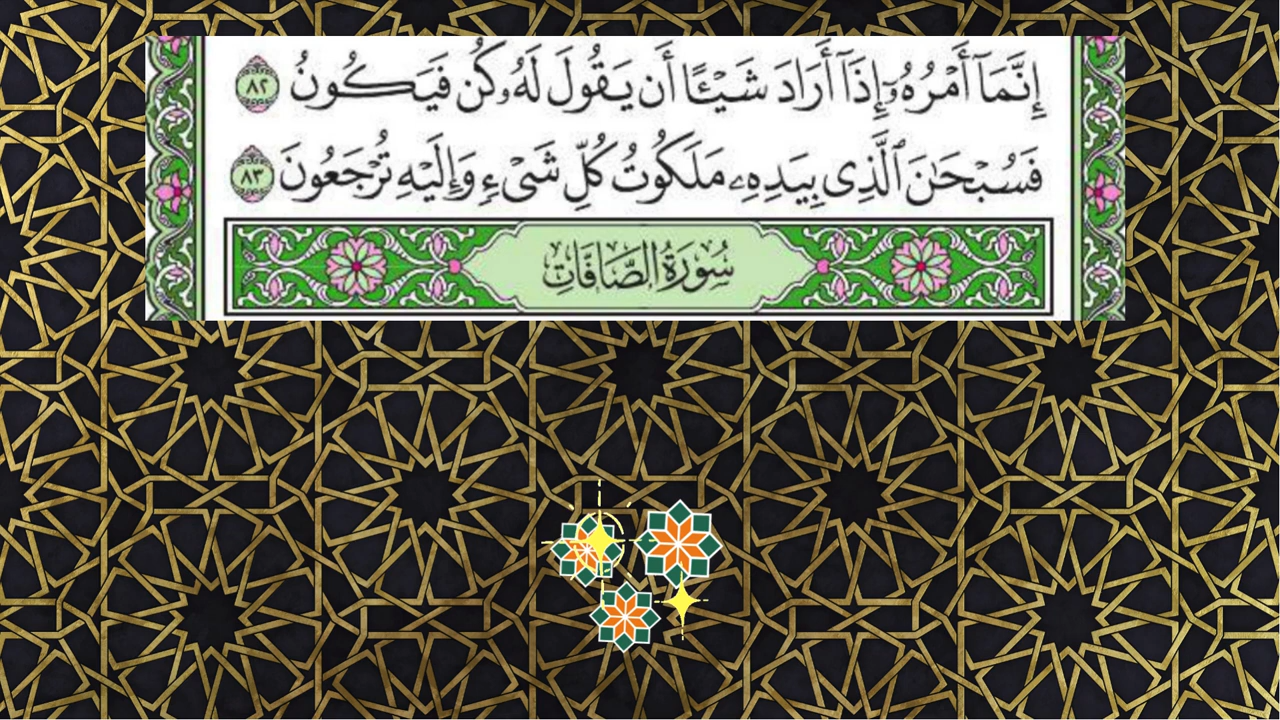 إِنَّمَآ أَمْرُهُۥٓ إِذَآ أَرَادَ شَيْـًٔا أَن يَقُولَ لَهُۥ كُن فَيَكُونُ ٨٢
فَسُبْحَٰنَ ٱلَّذِى بِيَدِهِۦ مَلَكُوتُ كُلِّ شَىْءٍ وَإِلَيْهِ تُرْجَعُونَ ٨٣
سُورَةُ الصَّافَّاتِ